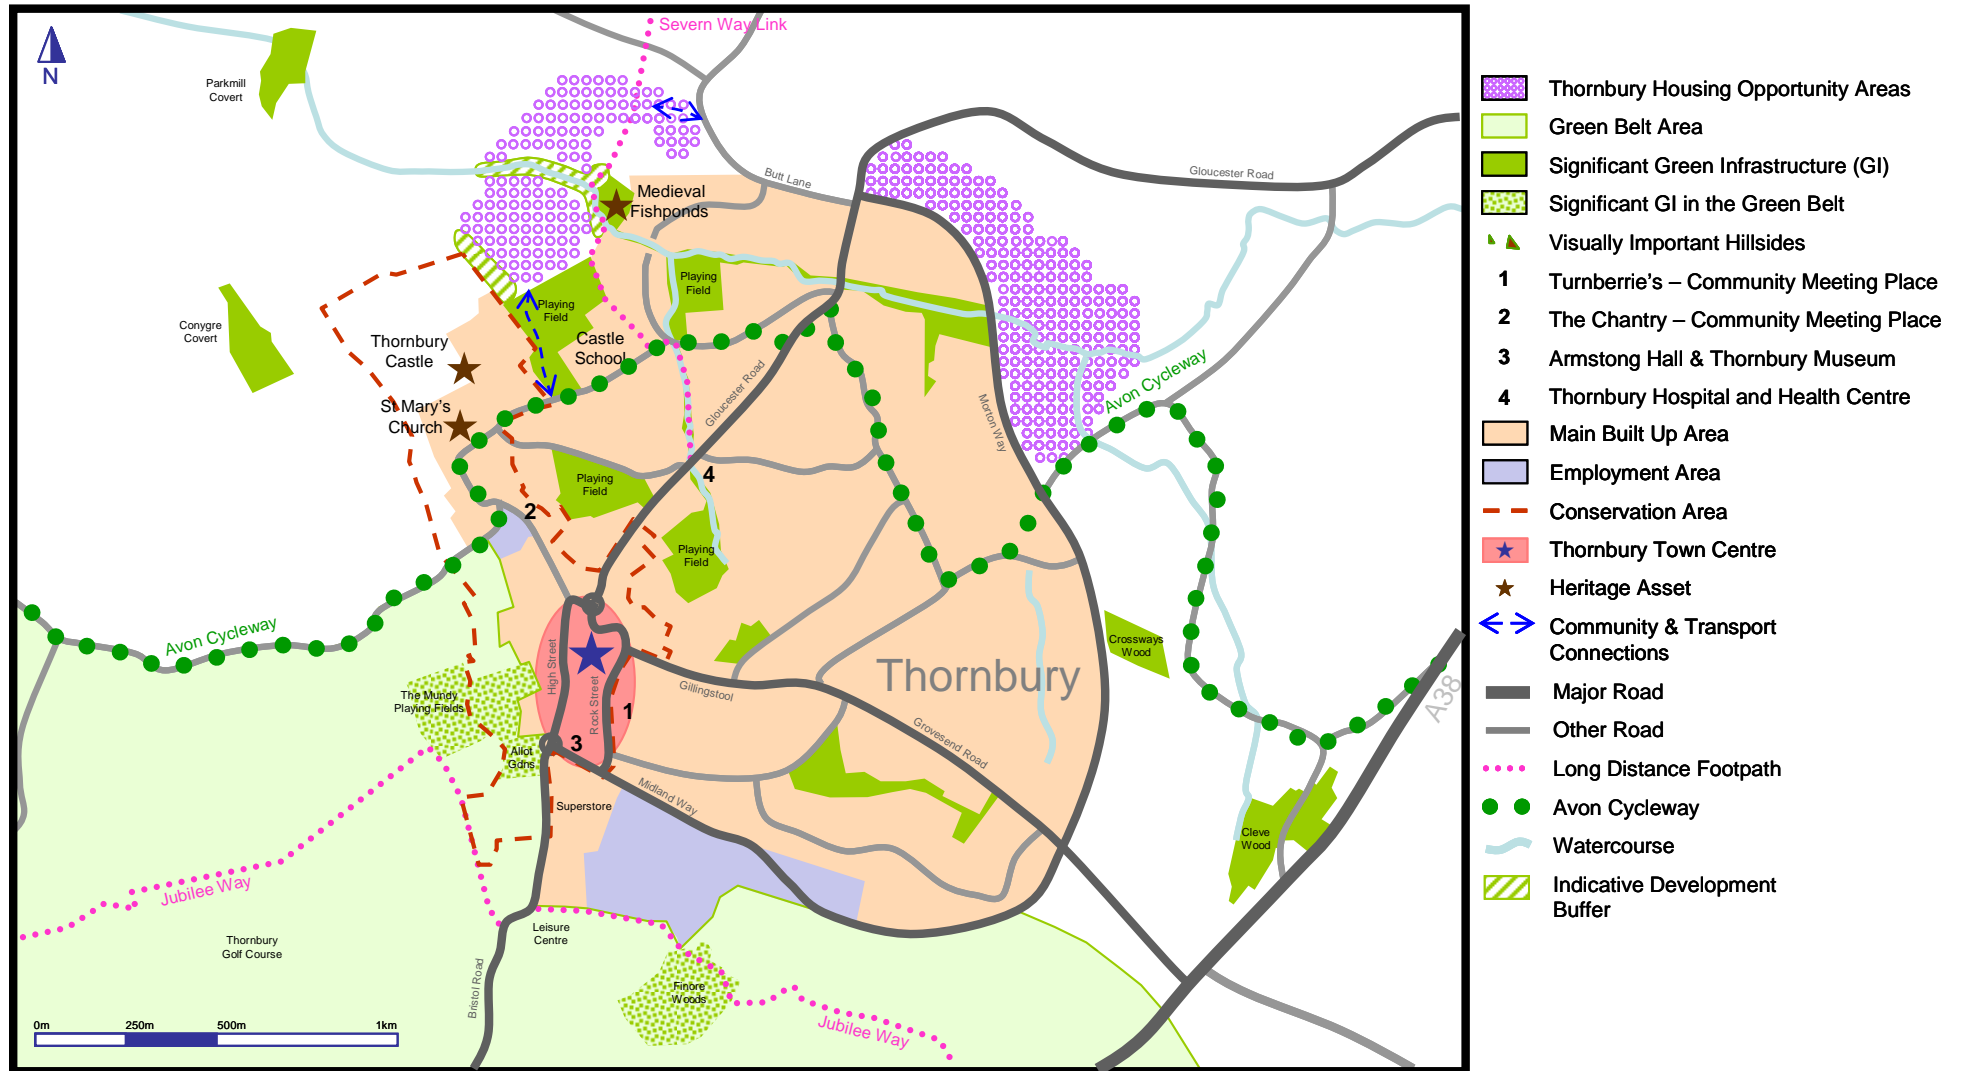 Severn Way Link
N
Parkmill
Covert
Butt Lane
Gloucester Road
Medieval
Fishponds
Playing
Field
Playing
Field
Conygre
Covert
Thornbury
Castle
Castle
School
St Mary's
Church
Gloucester Road
Morton Way
Avon Cycleway
4
Playing
Field
2
Playing
Field
Avon Cycleway
High Street
Rock Street
Crossways
Wood
Thornbury
The Mundy
Playing Fields
Gillingstool
A38
1
3
Allot
Gdns
Grovesend Road
Midland Way
Superstore
Cleve
Wood
Jubilee Way
Thornbury
Golf Course
Leisure
Centre
Bristol Road
Finore
Woods
Jubilee Way
0m
250m
500m
1km
Thornbury Housing Opportunity Areas
Green Belt Area
Significant Green Infrastructure (GI)
Significant GI in the Green Belt
Visually Important Hillsides
1 Turnberrie's – Community Meeting Place
2 The Chantry – Community Meeting Place
3 Armstong Hall & Thornbury Museum
4 Thornbury Hospital and Health Centre
Main Built Up Area
Employment Area
Conservation Area
Thornbury Town Centre
Heritage Asset
Community & Transport
Connections
Major Road
Other Road
Long Distance Footpath
Avon Cycleway
Watercourse
Indicative Development
Buffer